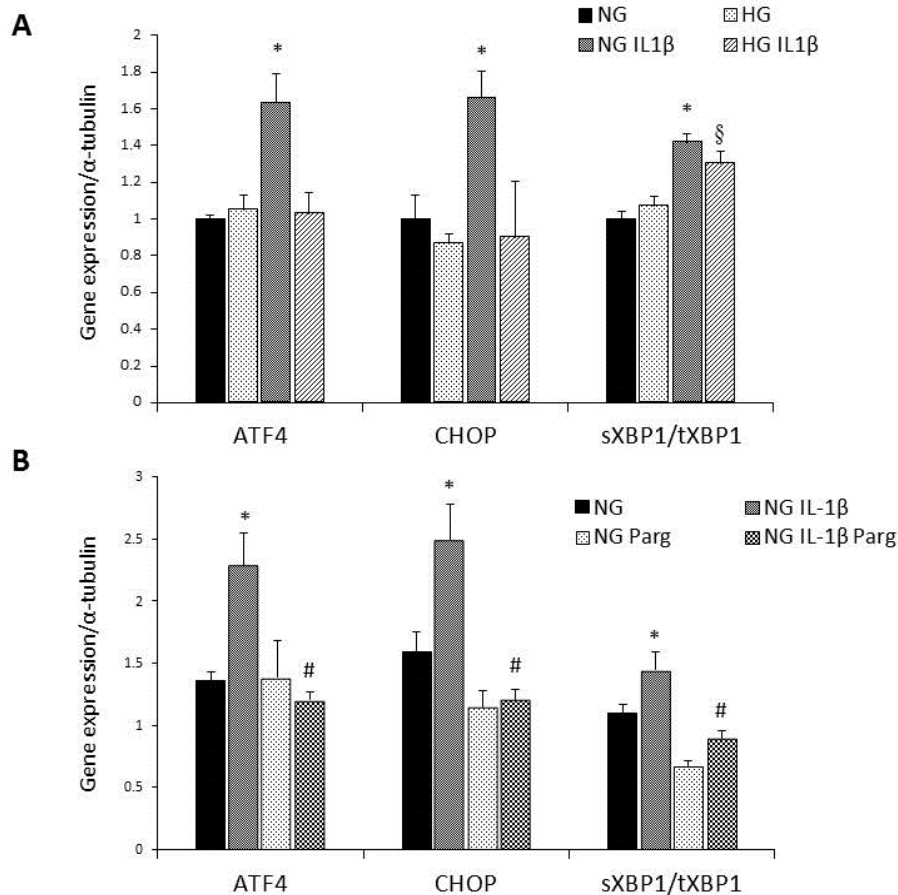 A
NG HG
NG IL1β HG IL1β
Gene expression/α-tubulin
2
1.8
1.6
1.4
1.2
1
0.8
0.6
0.4
0.2
0
* * * §
ATF4 CHOP sXBP1/tXBP1
B
NG NG IL-1β
NG Parg NG IL-1β Parg
Gene expression/α-tubulin
3
2.5
2
1.5
1
0.5
0
* # * # * #
ATF4 CHOP sXBP1/tXBP1